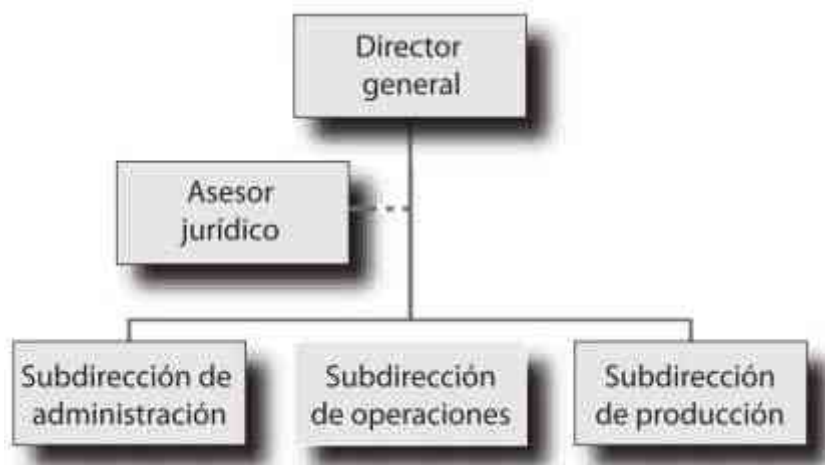 Director
general
Asesor
jurídico
Subdirección de
administración
Subdirección
de operaciones
Subdirección
de producción